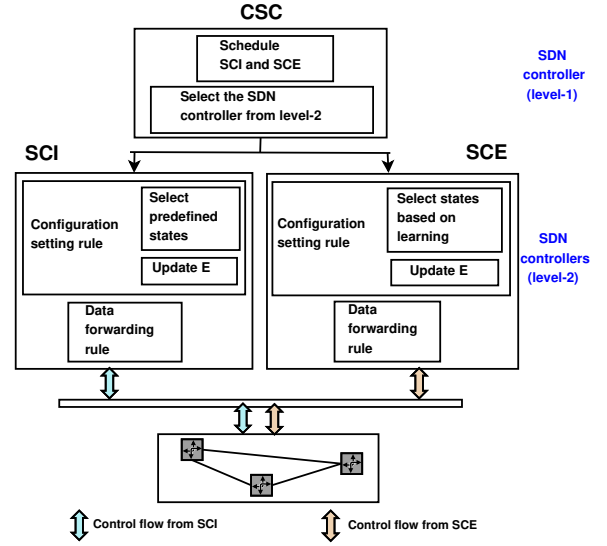 CSC
Schedule
SCI and SCE
Select the SDN
controller from level-2
SDN
controller
(level-1)
SCI
SCE
Configuration
setting rule
Select
predefined
states
Update E
Data
forwarding
rule
Configuration
setting rule
Select states
based on
learning
Update E
Data
forwarding
rule
SDN
controllers
(level-2)
Control flow from SCI
Control flow from SCE